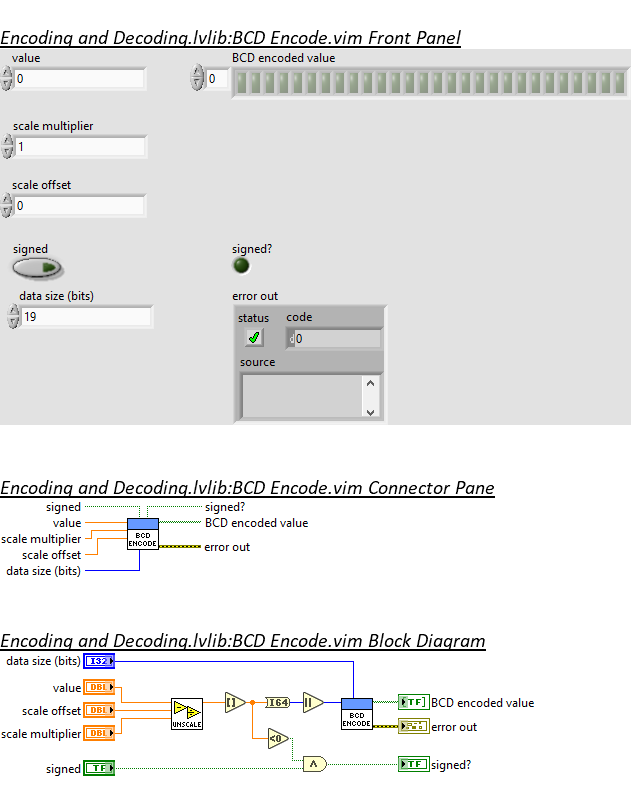 Encoding and Decoding.lvlib:BCD Encode.vim Front Panel
value
BCD encoded value
0
0
scale multiplier
1
scale offset
0
signed
signed?
data size (bits)
error out
19
status
code
d 0
source
Encoding and Decoding.lvlib:BCD Encode.vim Connector Pane
signed
signed?
value
BCD encoded value
scale multiplier
BCD
ENCODE
error out
scale offset
data size (bits)
Encoding and Decoding.lvlib:BCD Encode.vim Block Diagram
data size (bits)
I32
value
DBL
scale offset
DBL
UNSCALE
[]
I64
||
BCD
ENCODE
TF
BCD encoded value
scale multiplier
DBL
error out
<0
signed
TF
∧
TF
signed?